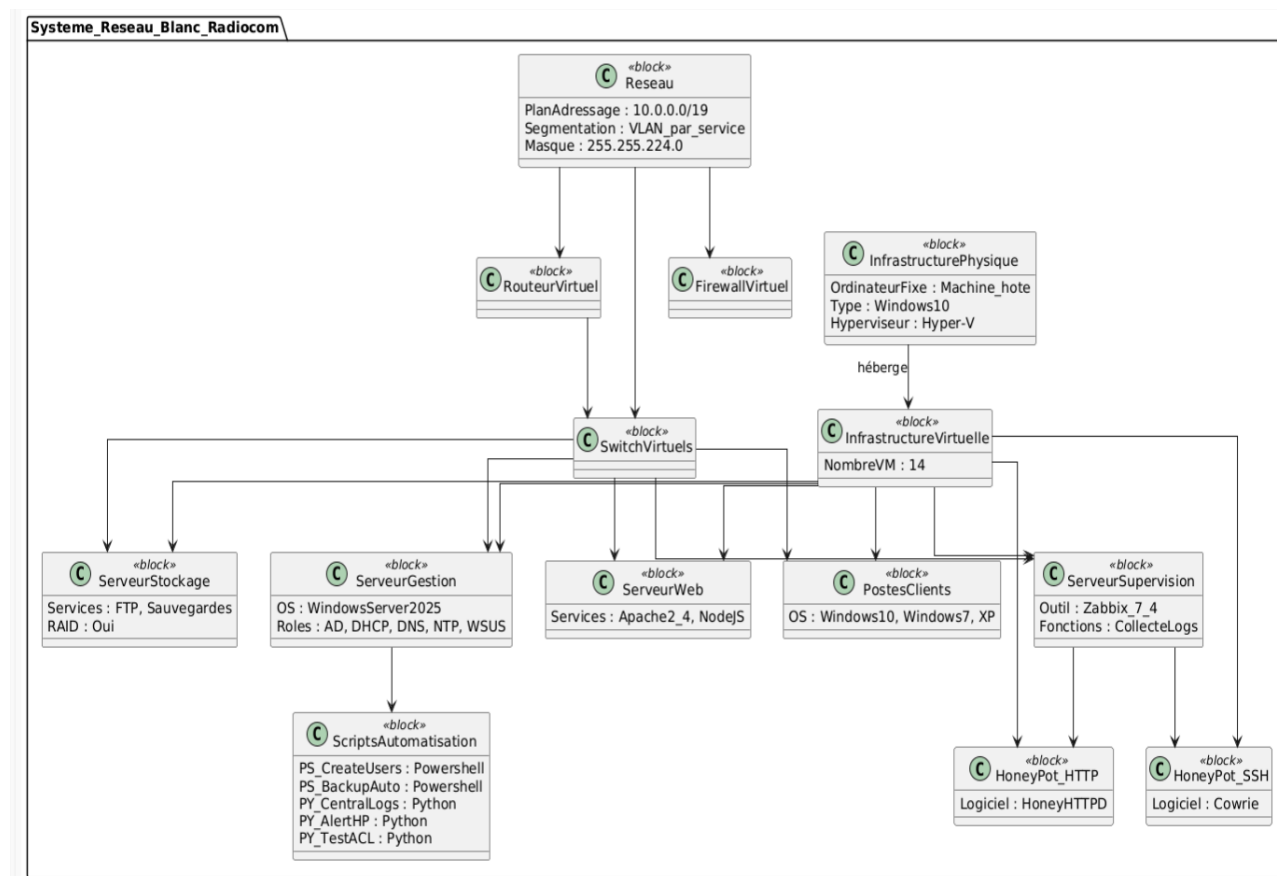 Systeme_Reseau_Blanc_Radiocom
«block»
C Reseau
PlanAdressage : 10.0.0.0/19
Segmentation : VLAN_par_service
Masque : 255.255.224.0
«block»
C RouteurVirtuel
«block»
C FirewallVirtuel
«block»
C InfrastructurePhysique
OrdinateurFixe : Machine_hote
Type : Windows10
Hyperviseur : Hyper-V
héberge
«block»
C SwitchVirtuels
«block»
C InfrastructureVirtuelle
NombreVM : 14
«block»
C ServeurStockage
Services : FTP, Sauvegardes
RAID : Oui
«block»
C ServeurGestion
OS : WindowsServer2025
Roles : AD, DHCP, DNS, NTP, WSUS
«block»
C ServeurWeb
Services : Apache2_4, NodeJS
«block»
C PostesClients
OS : Windows10, Windows7, XP
«block»
C ServeurSupervision
Outil : Zabbix_7_4
Fonctions : CollecteLogs
«block»
C ScriptsAutomatisation
PS_CreateUsers : Powershell
PS_BackupAuto : Powershell
PY_CentralLogs : Python
PY_AlertHP : Python
PY_TestACL : Python
«block»
C HoneyPot_HTTP
Logiciel : HoneyHTTPD
«block»
C HoneyPot_SSH
Logiciel : Cowrie